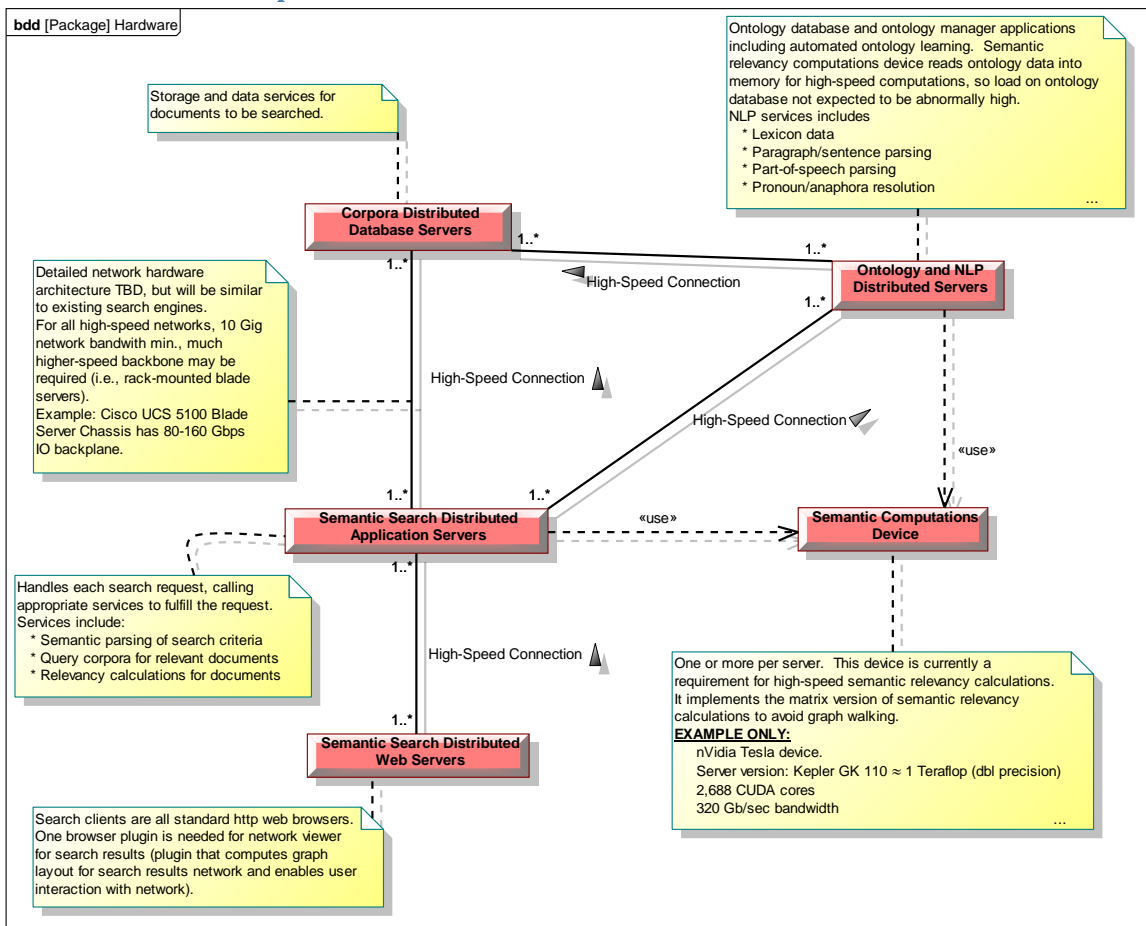 bdd [Package] Hardware
Ontology database and ontology manager applications
including automated ontology learning. Semantic
relevancy computations device reads ontology data into
memory for high-speed computations, so load on ontology
database not expected to be abnormally high.
NLP services includes
* Lexicon data
* Paragraph/sentence parsing
* Part-of-speech parsing
* Pronoun/anaphora resolution
...
Storage and data services for
documents to be searched.
Corpora Distributed
Database Servers
1..*
1..*
1..*
High-Speed Connection
Ontology and NLP
Distributed Servers
1..*
Detailed network hardware
architecture TBD, but will be similar
to existing search engines.
For all high-speed networks, 10 Gig
network bandwith min., much
higher-speed backbone may be
required (i.e., rack-mounted blade
servers).
Example: Cisco UCS 5100 Blade
Server Chassis has 80-160 Gbps
IO backplane.
High-Speed Connection
High-Speed Connection
«use»
1..*
1..*
Semantic Search Distributed
Application Servers
«use»
Semantic Computations
Device
1..*
Handles each search request, calling
appropriate services to fulfill the request.
Services include:
* Semantic parsing of search criteria
* Query corpora for relevant documents
* Relevancy calculations for documents
High-Speed Connection
One or more per server. This device is currently a
requirement for high-speed semantic relevancy calculations.
It implements the matrix version of semantic relevancy
calculations to avoid graph walking.
EXAMPLE ONLY:
nVidia Tesla device.
Server version: Kepler GK 110 ≈ 1 Teraflop (dbl precision)
2,688 CUDA cores
320 Gb/sec bandwidth
...
1..*
Semantic Search Distributed
Web Servers
Search clients are all standard http web browsers.
One browser plugin is needed for network viewer
for search results (plugin that computes graph
layout for search results network and enables user
interaction with network).